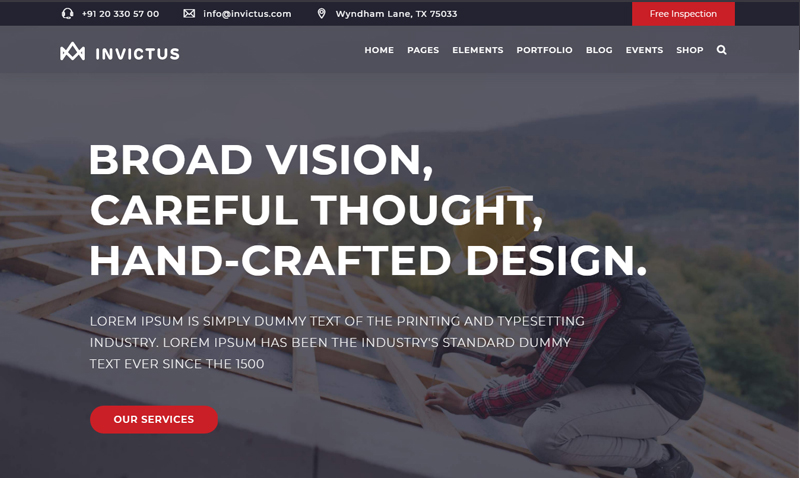 +91 20 330 57 00
info@invictus.com
Wyndham Lane, TX 75033
Free Inspection
INVICTUS
HOME PAGES ELEMENTS PORTFOLIO BLOG EVENTS SHOP
BROAD VISION,
CAREFUL THOUGHT,
HAND-CRAFTED DESIGN.
LOREM IPSUM IS SIMPLY DUMMY TEXT OF THE PRINTING AND TYPESETTING
INDUSTRY. LOREM IPSUM HAS BEEN THE INDUSTRY'S STANDARD DUMMY
TEXT EVER SINCE THE 1500
OUR SERVICES